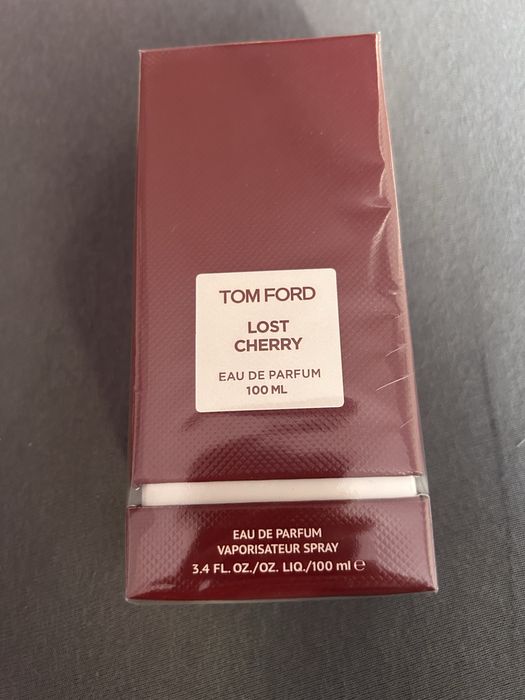 TOM FORD
LOST
CHERRY
EAU DE PARFUM
100 ML
EAU DE PARFUM
VAPORISATEUR SPRAY
3.4 FL. OZ./OZ. LIQ./100 ml ℮